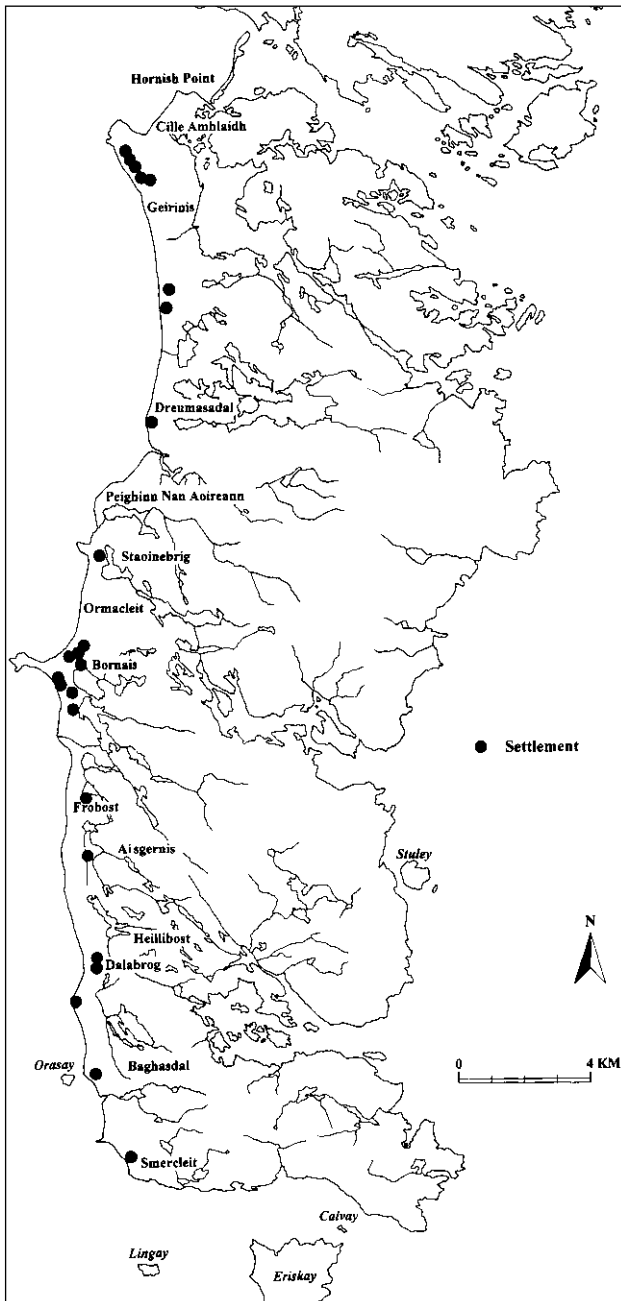 Hornish Point
Cille Amhlaidh
Geirinis
Dreumasadal
Peighinn Nan Aoireann
Staoinebrig
Ormacleit
Bornais
Settlement
Frobost
Aisgernis
Stuley
N
Heillibost
Dalabrog
Orasay
Baghasdal
0 4 KM
Smercleit
Calvay
Lingay
Eriskay